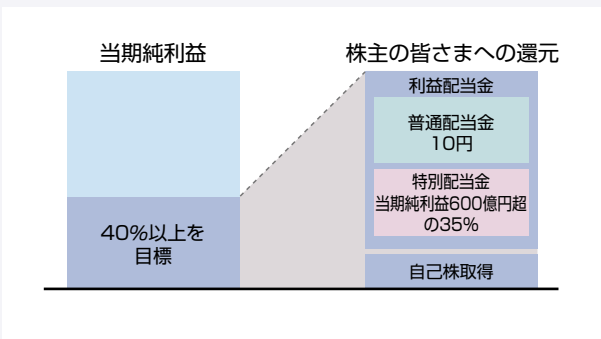 当期純利益
40%以上を
目標
株主の皆さまへの還元
利益配当金
普通配当金
10円
特別配当金
当期純利益600億円超
の35%
自己株取得